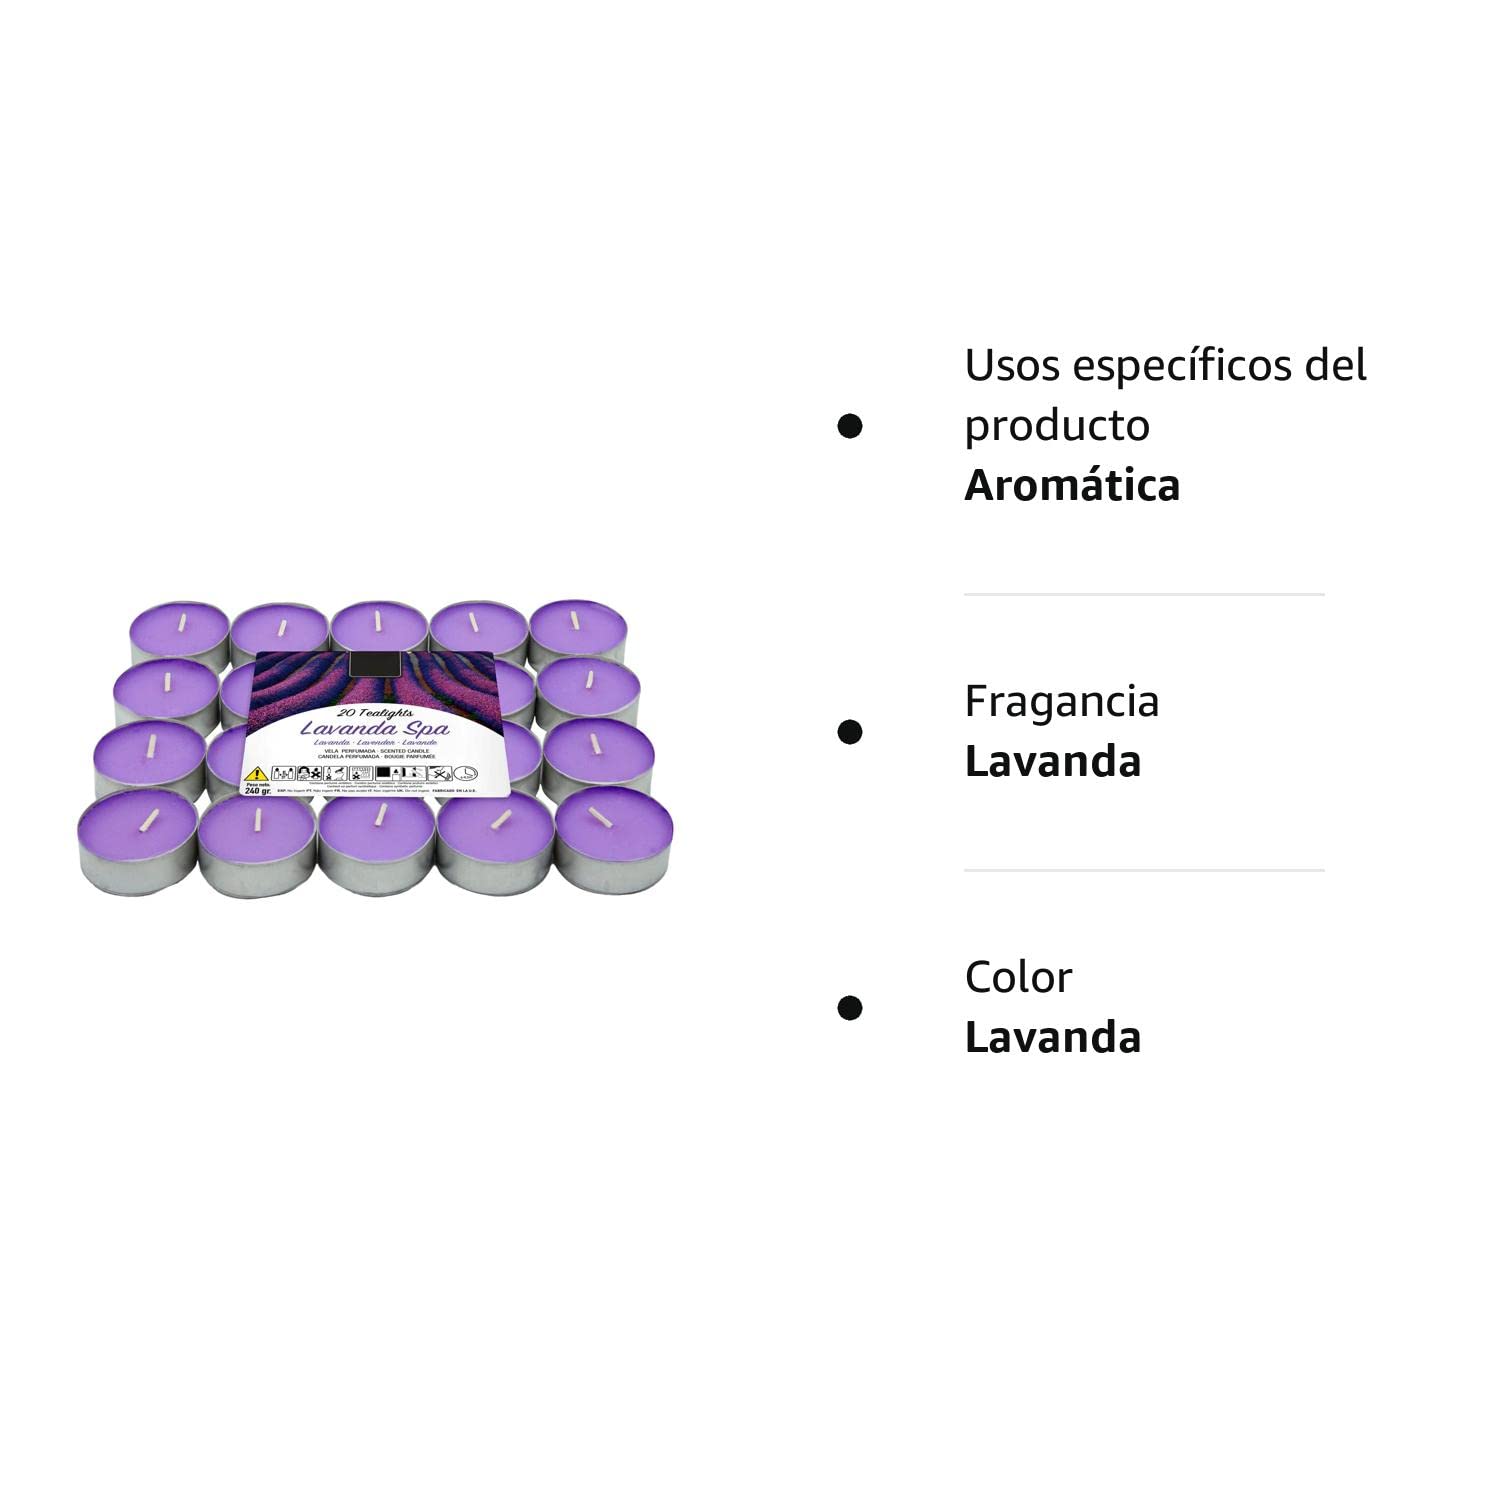 20 Tealights
Lavanda Spa
Lavanda · Lavender · Lavande
VELA PERFUMADA · SCENTED CANDLE
CANDELA PERFUMADA · BOUGIE PARFUMÉE
Peso neto:
240 gr.
FABRICADO EN LA U.E.
Usos específicos del
producto
Aromática
Fragancia
Lavanda
Color
Lavanda